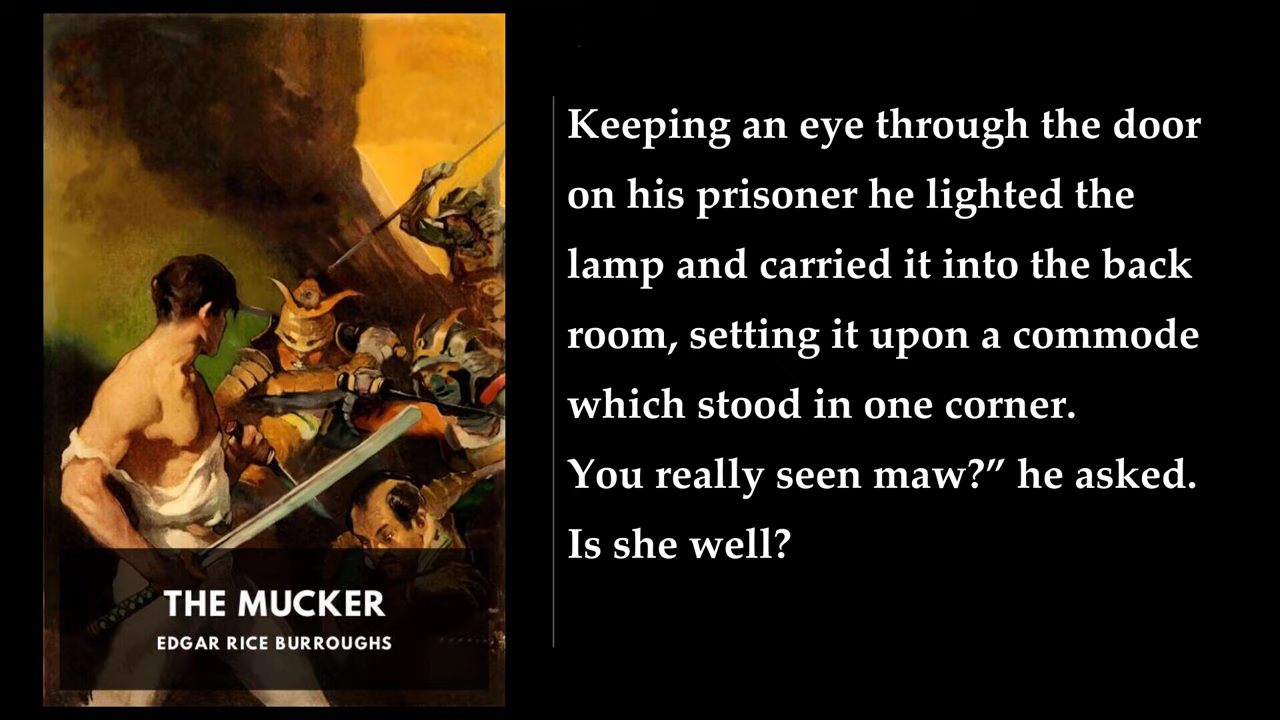 THE MUCKER
EDGAR RICE BURROUGHS
Keeping an eye through the door
on his prisoner he lighted the
lamp and carried it into the back
room, setting it upon a commode
which stood in one corner.
You really seen maw?” he asked.
Is she well?